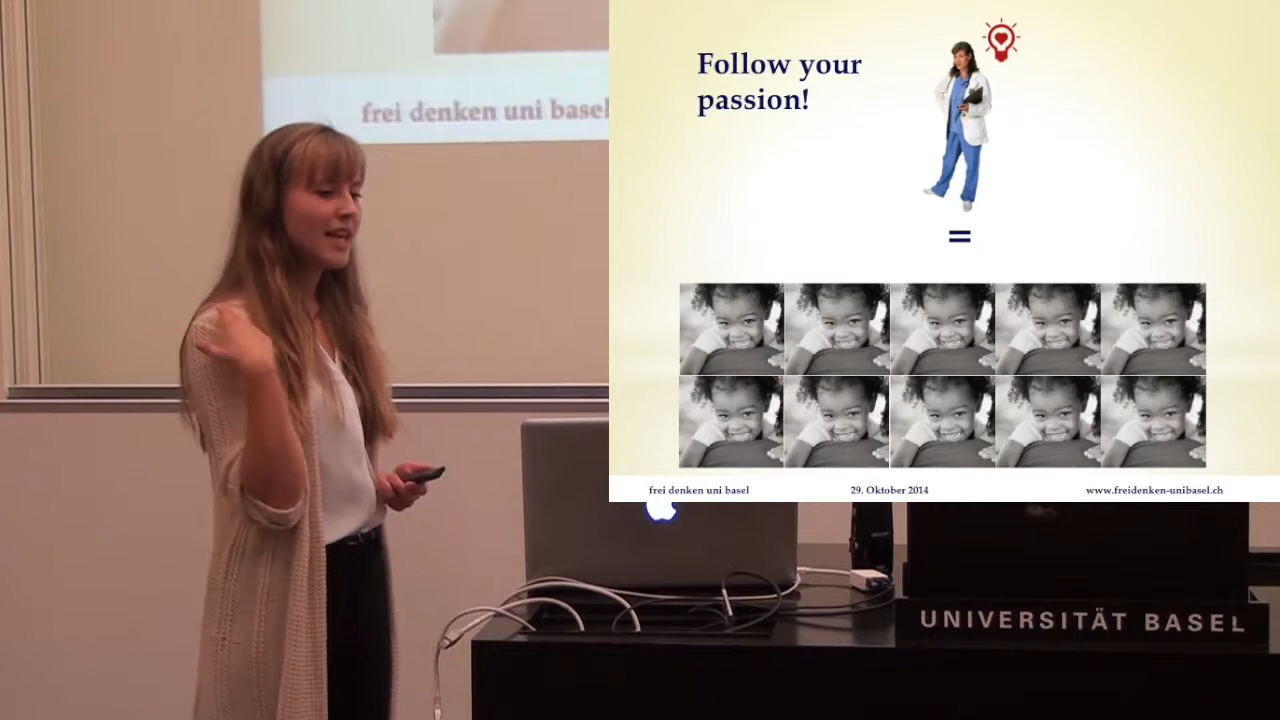 frei denken uni basel
Follow your
passion!
=
frei denken uni basel 29. Oktober 2014 www.freidenken-unibasel.ch
UNIVERSITÄT BASEL